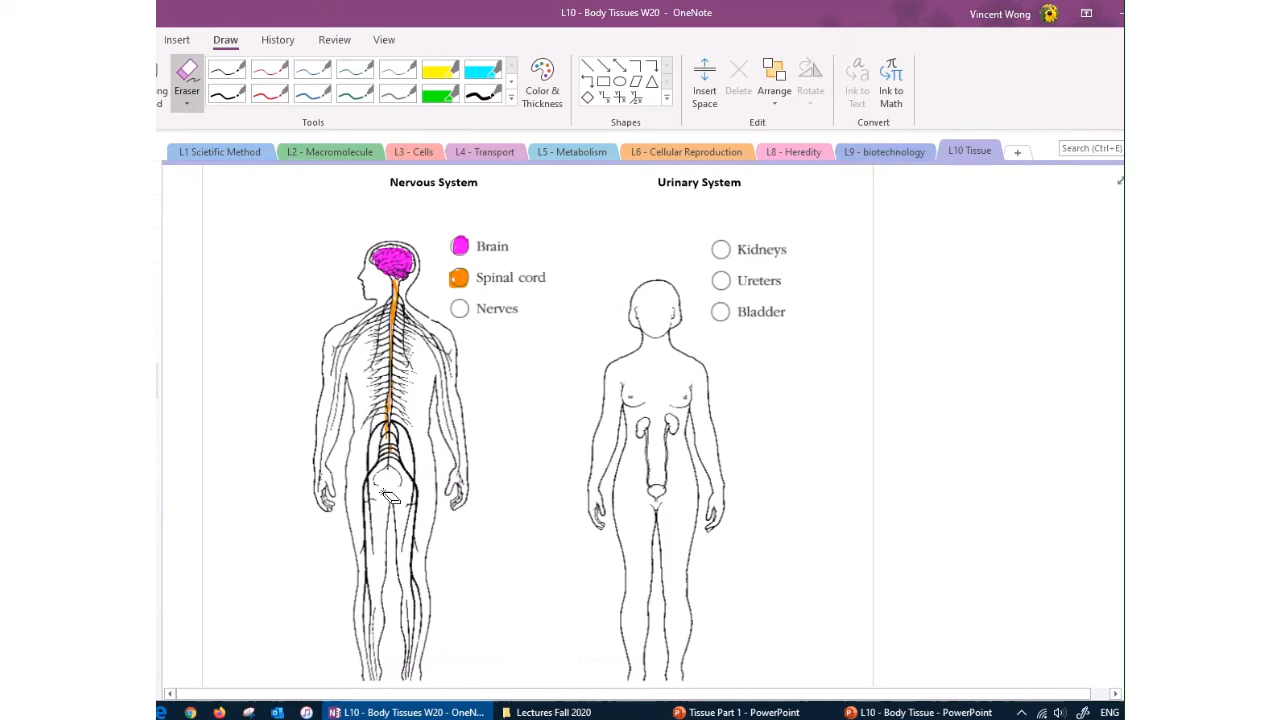 L10 - Body Tissues W20 - OneNote
Vincent Wong
Insert
Draw
History
Review
View
Eraser
Color &
Thickness
Insert
Space
Delete
Arrange
Rotate
Ink to
Text
Ink to
Math
Tools
Shapes
Edit
Convert
L1 Scietific Method
L2 - Macromolecule
L3 - Cells
L4 - Transport
L5 - Metabolism
L6 - Cellular Reproduction
L8 - Heredity
L9 - biotechnology
L10 Tissue
Search (Ctrl+E)
Nervous System
Urinary System
Brain
Spinal cord
Nerves
Kidneys
Ureters
Bladder
L10 - Body Tissues W20 - OneN...
Lectures Fall 2020
Tissue Part 1 - PowerPoint
L10 - Body Tissue - PowerPoint
ENG